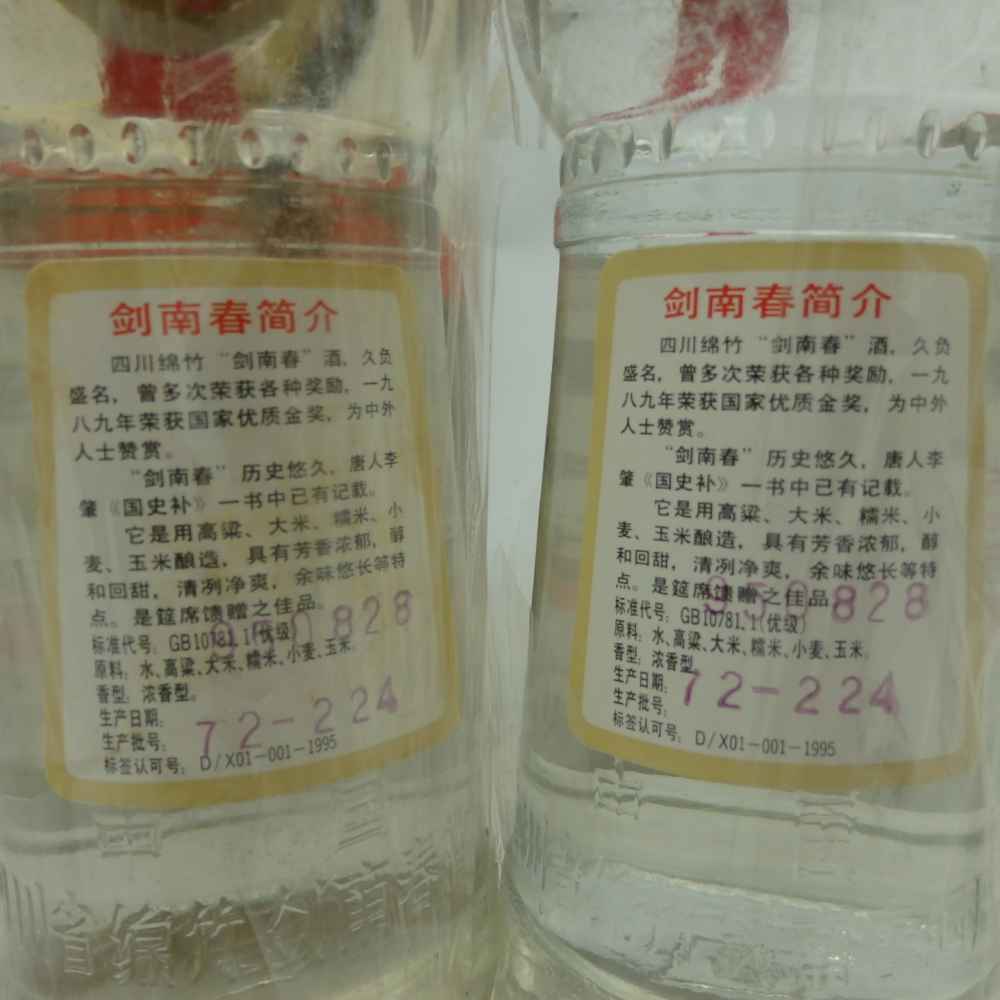 剑南春简介
四川绵竹“剑南春”酒，久负
盛名，曾多次荣获各种奖励，一九
八九年荣获国家优质金奖，为中外
人士赞赏。
“剑南春”历史悠久，唐人李
肇《国史补》一书中已有记载。
它是用高粱、大米、糯米、小
麦、玉米酿造，具有芳香浓郁，醇
和回甜，清冽净爽，余味悠长等特
点。是筵席馈赠之佳品。
950828
标准代号：GB10781.1(优级)
原料：水、高粱、大米、糯米、小麦、玉米。
香型：浓香型。
生产日期：
生产批号：72-224
标签认可号：D/X01-001-1995
剑南春简介
四川绵竹“剑南春”酒，久负
盛名，曾多次荣获各种奖励，一九
八九年荣获国家优质金奖，为中外
人士赞赏。
“剑南春”历史悠久，唐人李
肇《国史补》一书中已有记载。
它是用高粱、大米、糯米、小
麦、玉米酿造，具有芳香浓郁，醇
和回甜，清冽净爽，余味悠长等特
点。是筵席馈赠之佳品
950828
标准代号：GB10781.1(优级)
原料：水、高粱、大米、糯米、小麦、玉米。
香型：浓香型
生产日期：72-224
生产批号：
标签认可号：D/X01-001-1995